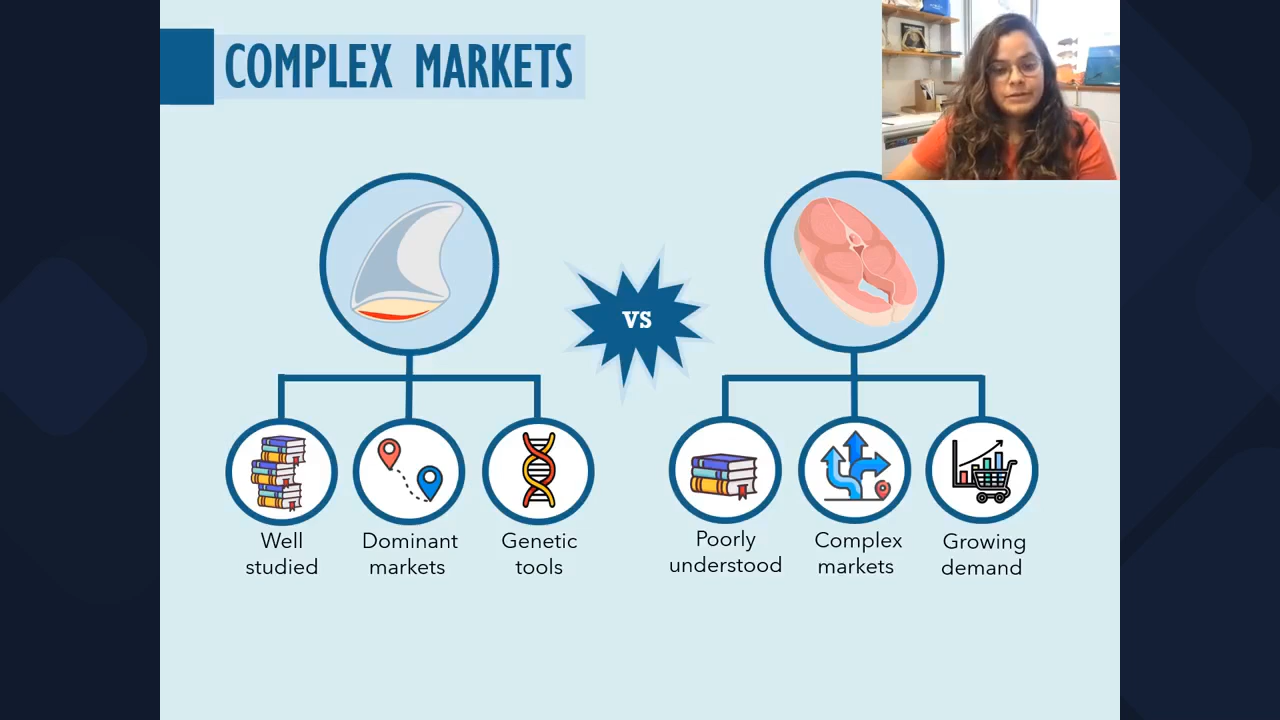 COMPLEX MARKETS
VS
Well
studied
Dominant
markets
Genetic
tools
Poorly
understood
Complex
markets
Growing
demand